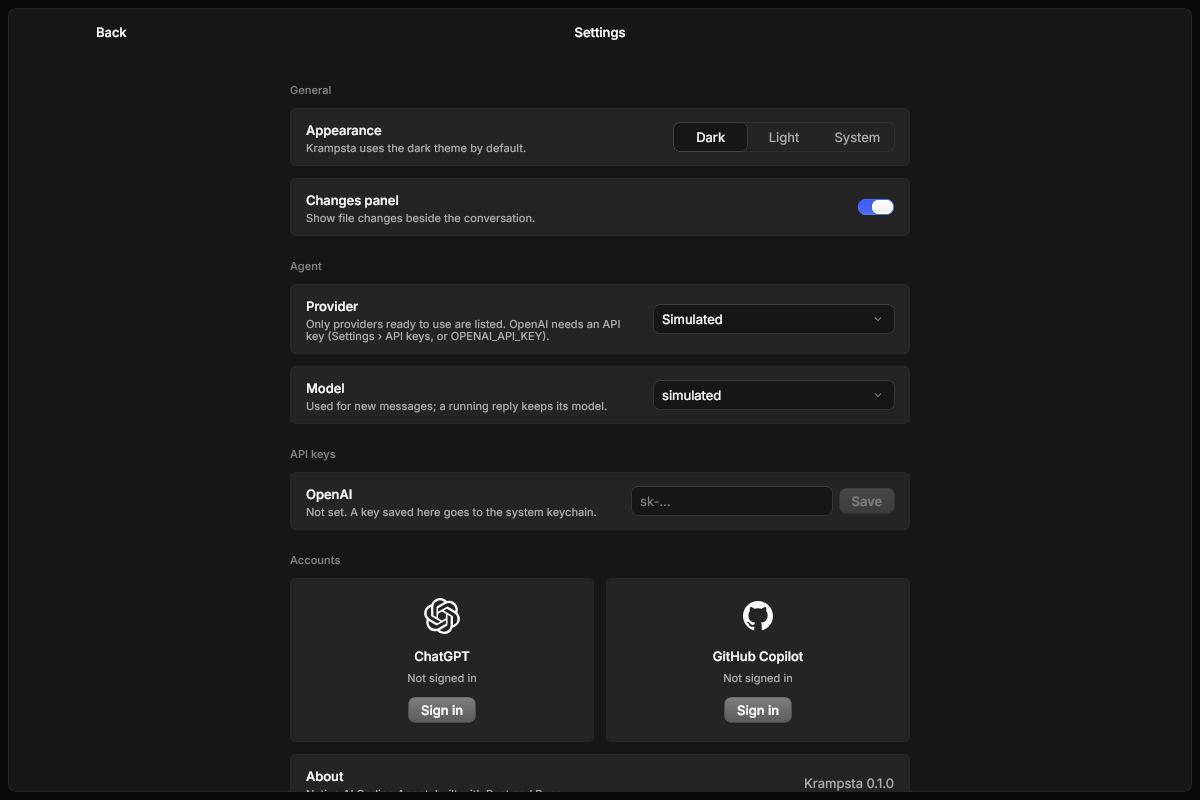 Back
Settings
General
Appearance
Krampsta uses the dark theme by default.
Dark
Light
System
Changes panel
Show file changes beside the conversation.
Agent
Provider
Only providers ready to use are listed. OpenAI needs an API
key (Settings › API keys, or OPENAI_API_KEY).
Simulated
Model
Used for new messages; a running reply keeps its model.
simulated
API keys
OpenAI
Not set. A key saved here goes to the system keychain.
sk-...
Save
Accounts
ChatGPT
Not signed in
Sign in
GitHub Copilot
Not signed in
Sign in
About
Krampsta 0.1.0